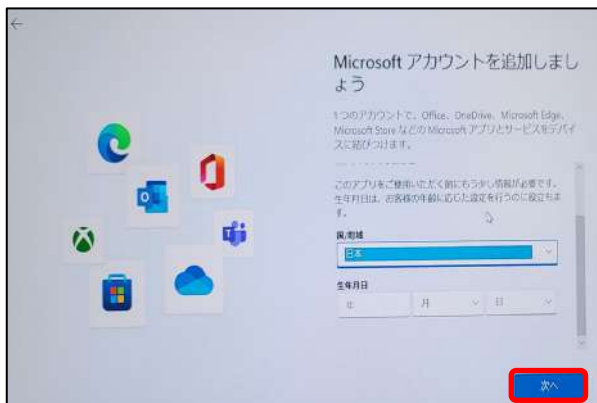 Microsoft アカウントを追加しまし
ょう
1 つのアカウントで、Office、OneDrive、Microsoft Edge、
Microsoft Store などの Microsoft アプリとサービスをデバイ
スに結びつけます。
このアプリをご使用いただく前にもう少し情報が必要です。
生年月日は、お客様の年齢に応じた設定を行うのに役立ちま
す。
国/地域
日本
生年月日
年 月 日
次へ